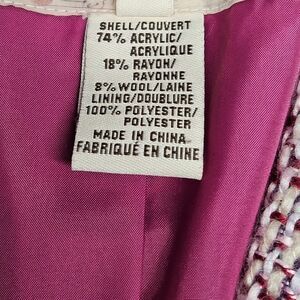 SHELL/COUVERT
74% ACRYLIC/
ACRYLIQUE
18% RAYON/
RAYONNE
8% WOOL/LAINE
LINING/DOUBLURE
100% POLYESTER/
POLYESTER
MADE IN CHINA
FABRIQUÉ EN CHINE